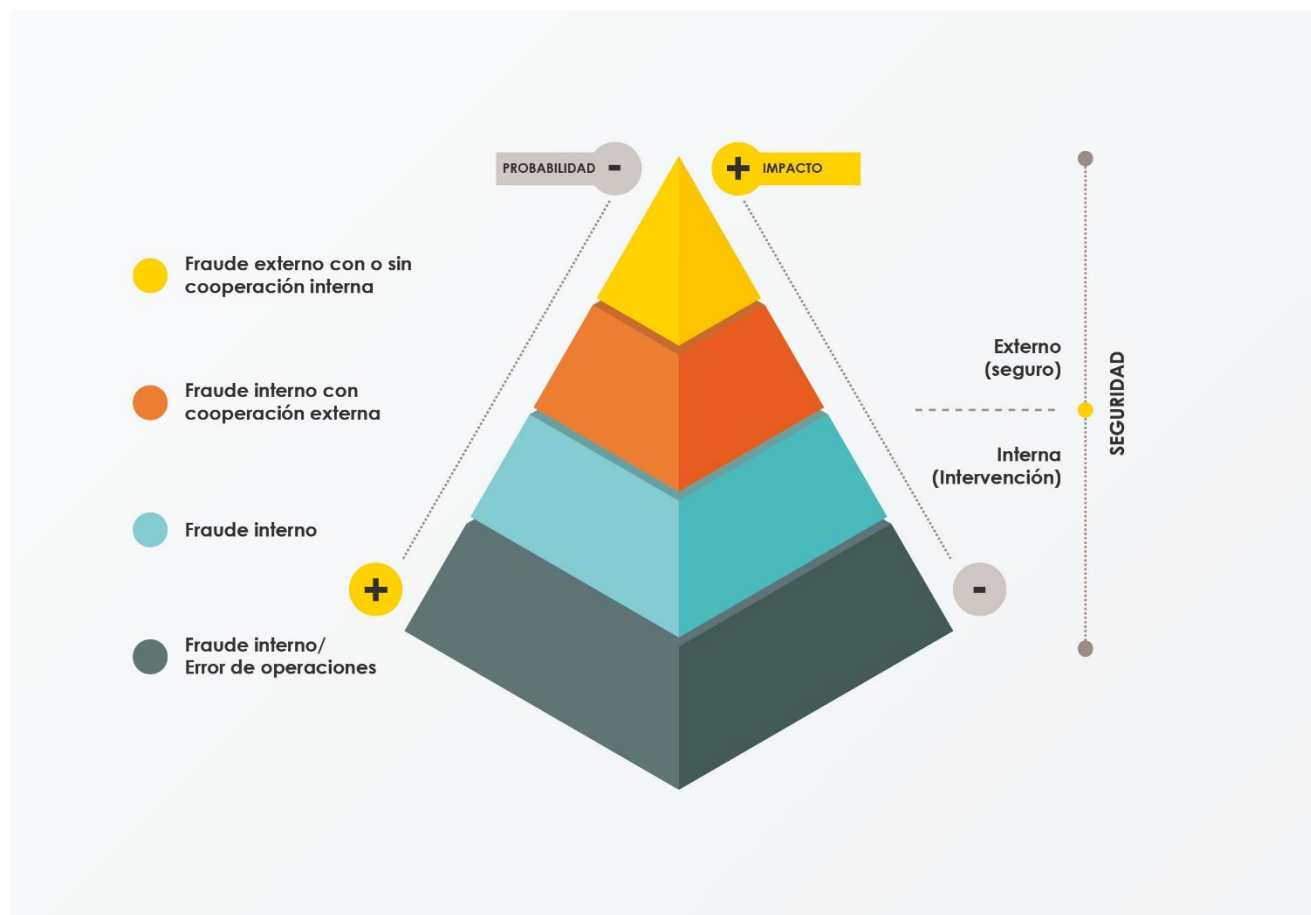 PROBABILIDAD -
+ IMPACTO
Fraude externo con o sin
cooperación interna
Fraude interno con
cooperación externa
Fraude interno
Fraude interno/
Error de operaciones
+
-
Externo
(seguro)
Interna
(Intervención)
SEGURIDAD